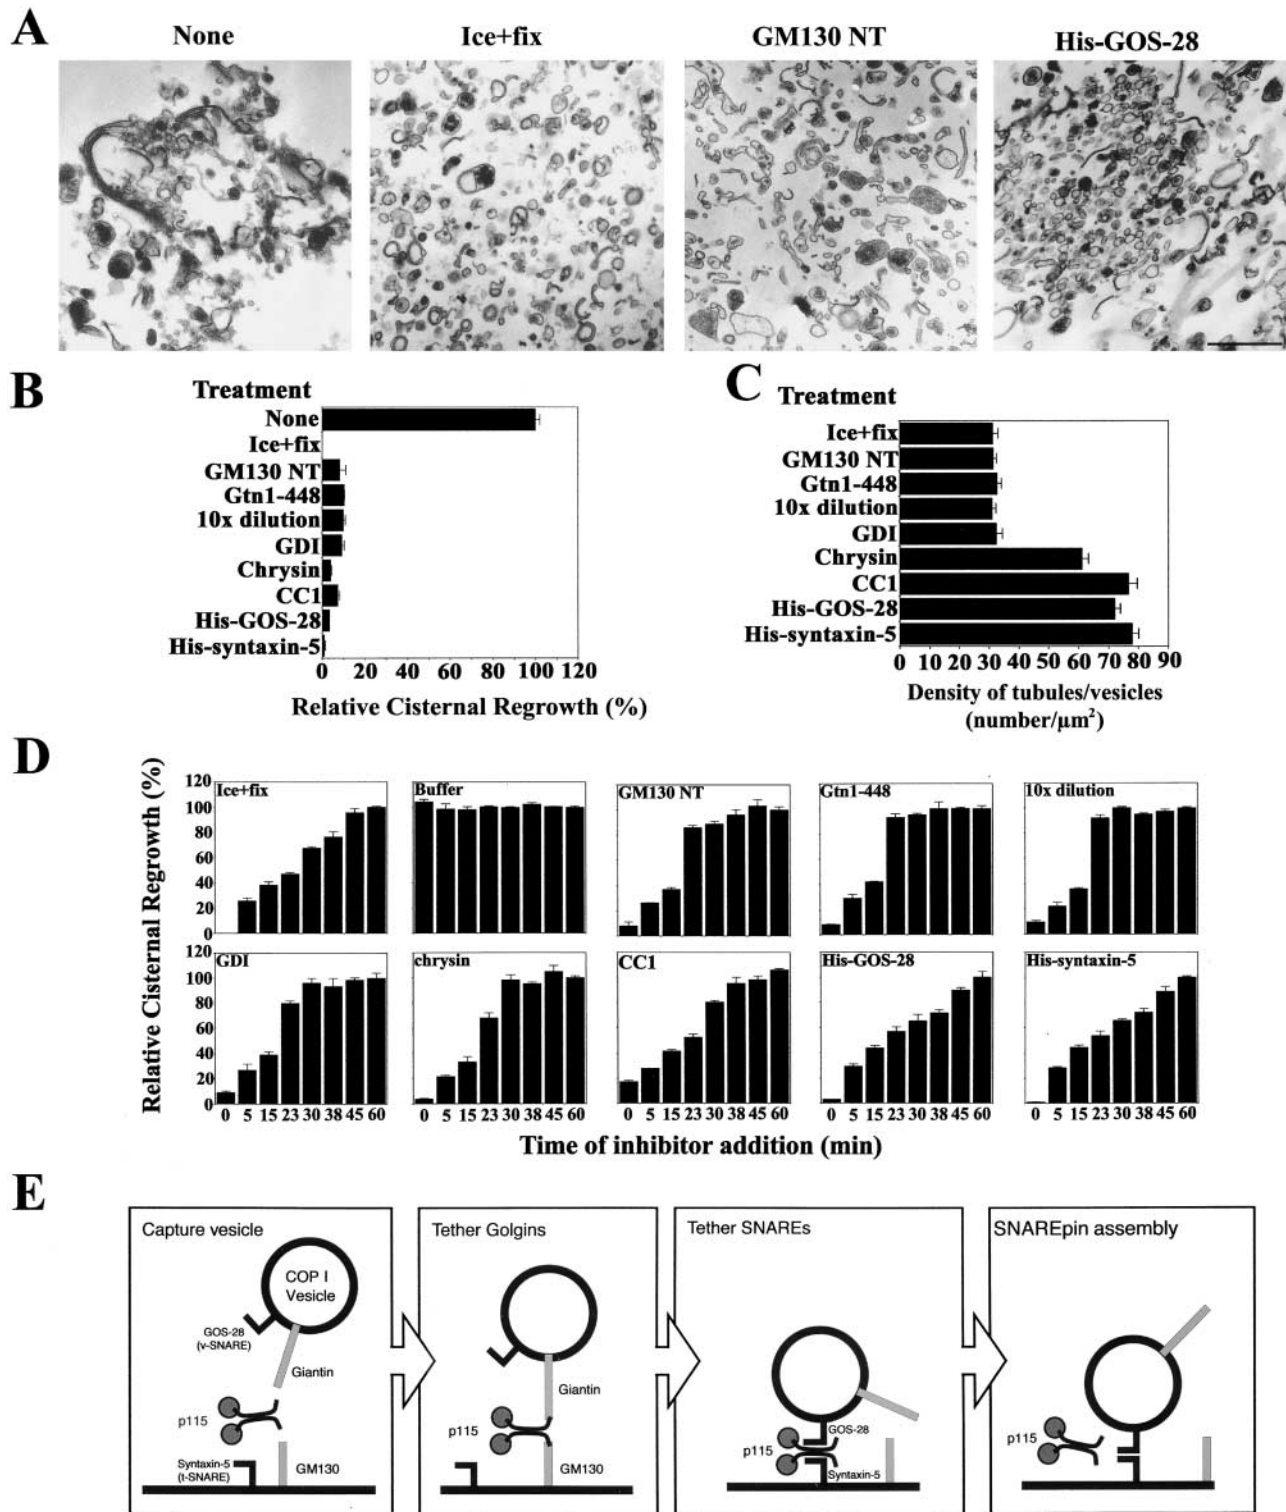 A
None
Ice+fix
GM130 NT
His-GOS-28
B
Treatment
None
Ice+fix
GM130 NT
Gtn1-448
10x dilution
GDI
Chrysin
CC1
His-GOS-28
His-syntaxin-5
0 20 40 60 80 100 120
Relative Cisternal Regrowth (%)
C
Treatment
Ice+fix
GM130 NT
Gtn1-448
10x dilution
GDI
Chrysin
CC1
His-GOS-28
His-syntaxin-5
0 10 20 30 40 50 60 70 80 90
Density of tubules/vesicles
(number/µm²)
D
Relative Cisternal Regrowth (%)
120
100
80
60
40
20
0
Ice+fix
Buffer
GM130 NT
Gtn1-448
10x dilution
120
100
80
60
40
20
0
GDI
chrysin
CC1
His-GOS-28
His-syntaxin-5
0 5 15 23 30 38 45 60
0 5 15 23 30 38 45 60
0 5 15 23 30 38 45 60
0 5 15 23 30 38 45 60
0 5 15 23 30 38 45 60
Time of inhibitor addition (min)
E
Capture vesicle
COP I
Vesicle
GOS-28
(v-SNARE)
Giantin
p115
Syntaxin-5
(t-SNARE)
GM130
Tether Golgins
Giantin
p115
GM130
Tether SNAREs
GOS-28
p115
Syntaxin-5
SNAREpin assembly
p115